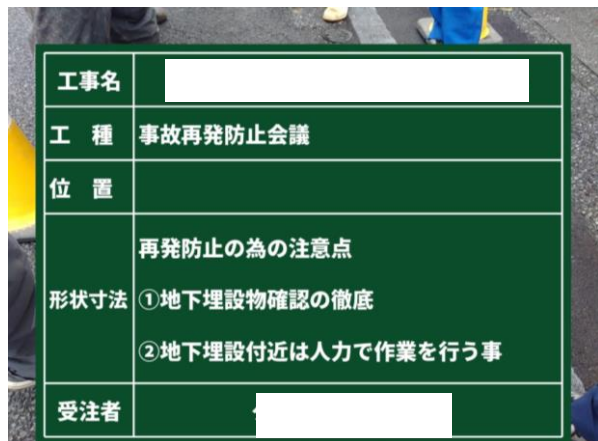 工事名
工 種 事故再発防止会議
位 置
再発防止の為の注意点
形状寸法 ①地下埋設物確認の徹底
②地下埋設付近は人力で作業を行う事
受注者